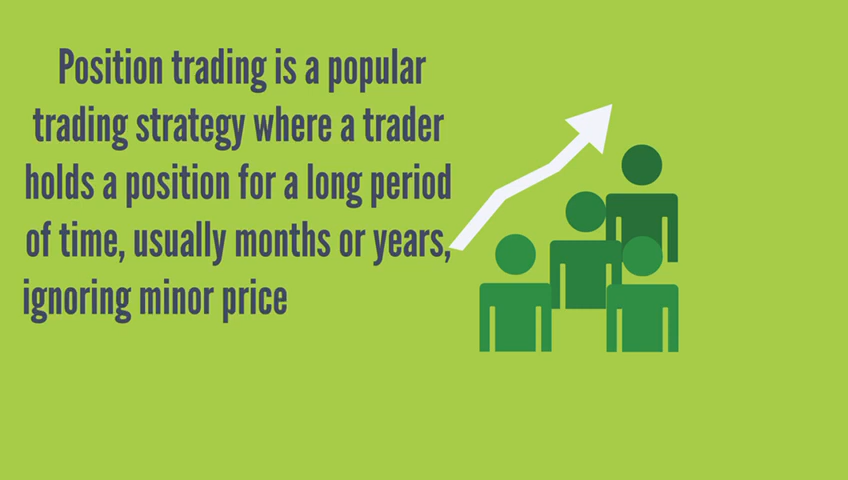 Position trading is a popular
trading strategy where a trader
holds a position for a long period
of time, usually months or years,
ignoring minor price